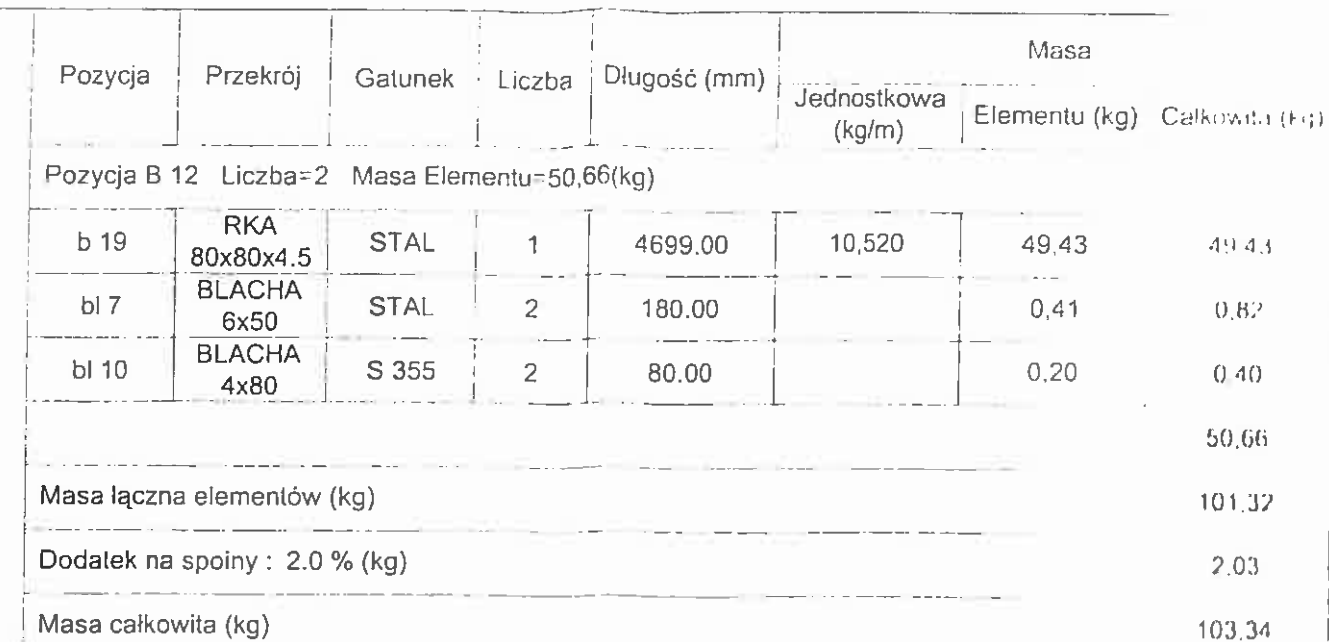 Masa
Pozycja Przekrój Gatunek Liczba Długość (mm) Jednostkowa (kg/m) Elementu (kg) Całkowita (kg)
Pozycja B 12 Liczba=2 Masa Elementu=50,66(kg)
b 19 RKA 80x80x4.5 STAL 1 4699.00 10,520 49,43 49,43
bl 7 BLACHA 6x50 STAL 2 180.00 0,41 0,82
bl 10 BLACHA 4x80 S 355 2 80.00 0,20 0,40
50,66
Masa łączna elementów (kg) 101,32
Dodatek na spoiny : 2.0 % (kg) 2,03
Masa całkowita (kg) 103,34